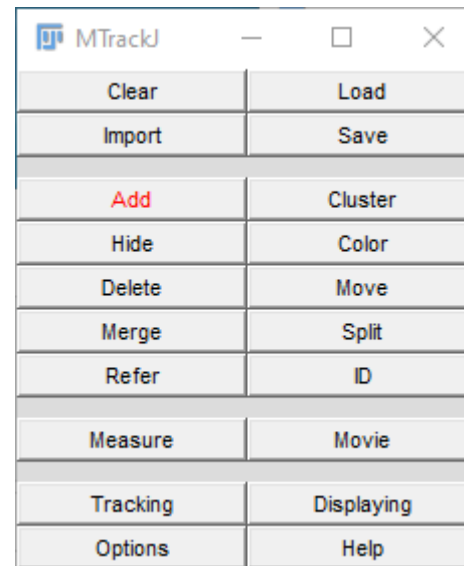 MTrackJ
Clear Load
Import Save
Add Cluster
Hide Color
Delete Move
Merge Split
Refer ID
Measure Movie
Tracking Displaying
Options Help